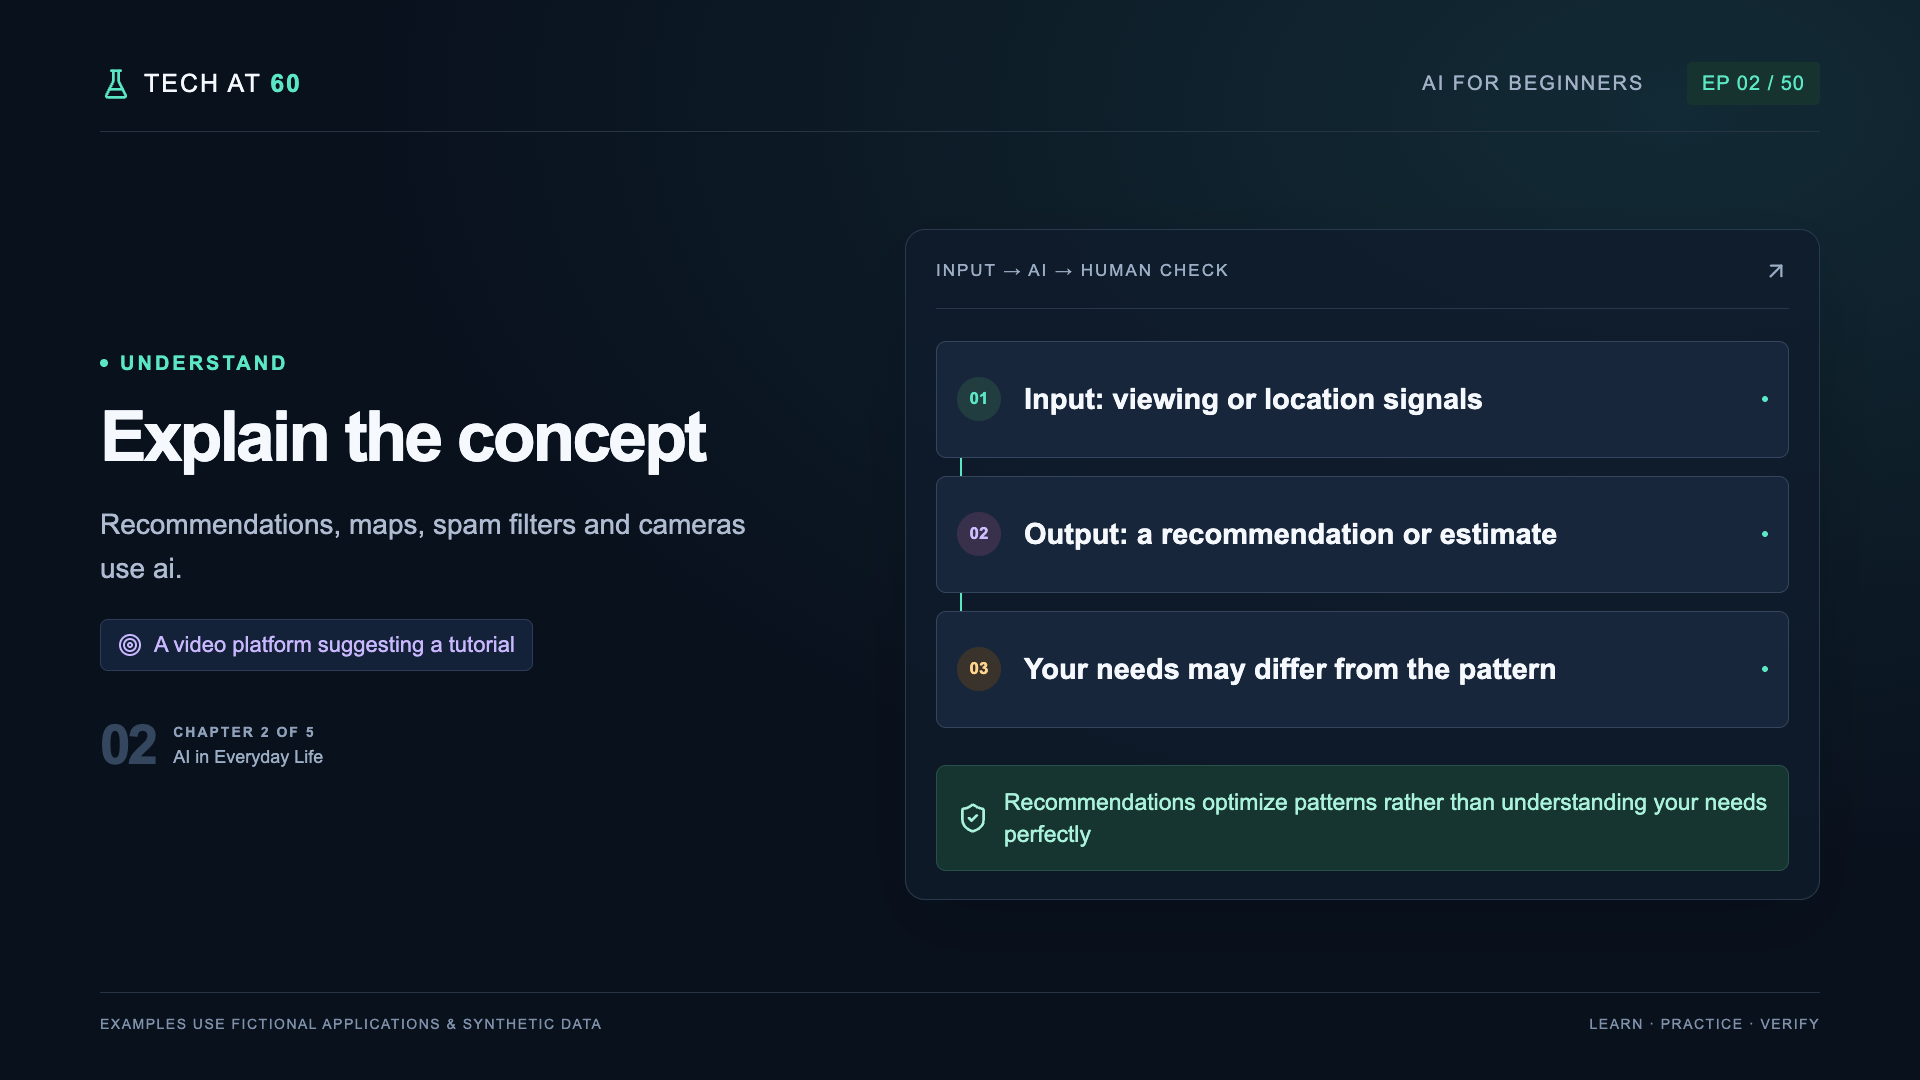 TECH AT 60
AI FOR BEGINNERS
EP 02 / 50
UNDERSTAND
Explain the concept
Recommendations, maps, spam filters and cameras
use ai.
A video platform suggesting a tutorial
02
CHAPTER 2 OF 5
AI in Everyday Life
INPUT → AI → HUMAN CHECK
01
Input: viewing or location signals
02
Output: a recommendation or estimate
03
Your needs may differ from the pattern
Recommendations optimize patterns rather than understanding your needs
perfectly
EXAMPLES USE FICTIONAL APPLICATIONS & SYNTHETIC DATA
LEARN · PRACTICE · VERIFY